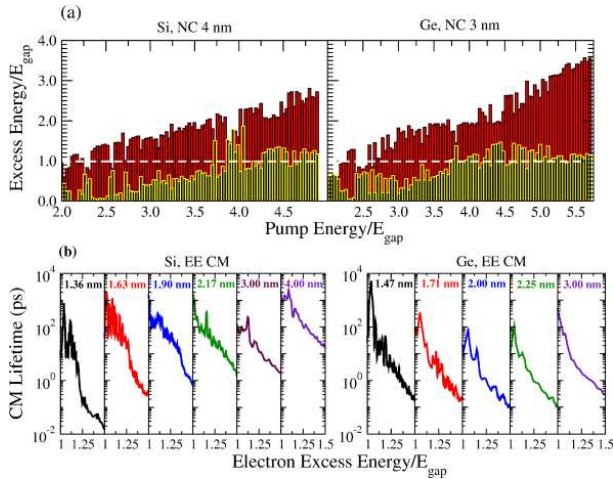 (a)
Si, NC 4 nm
Ge, NC 3 nm
Excess Energy/E_gap
4.0
3.0
2.0
1.0
0.0
2.0 2.5 3.0 3.5 4.0 4.5
2.5 3.0 3.5 4.0 4.5 5.0 5.5
Pump Energy/E_gap
(b)
Si, EE CM
Ge, EE CM
CM Lifetime (ps)
10^4
10^2
10^0
10^-2
1.36 nm 1.63 nm 1.90 nm 2.17 nm 3.00 nm 4.00 nm
1.47 nm 1.71 nm 2.00 nm 2.25 nm 3.00 nm
1 1.25 1 1.25 1 1.25 1 1.25 1 1.25 1 1.25 1.5
1 1.25 1 1.25 1 1.25 1 1.25 1 1.25 1.5
Electron Excess Energy/E_gap